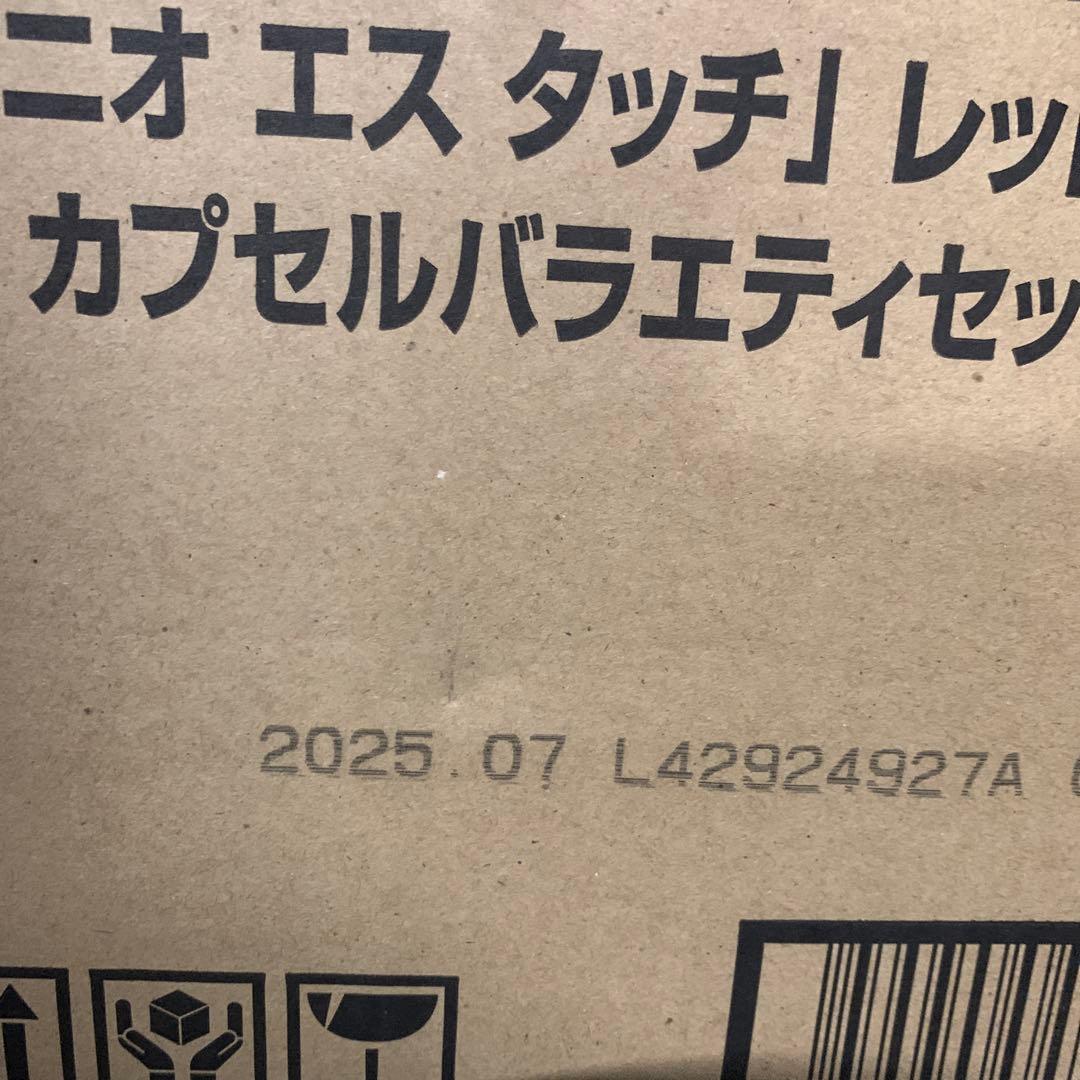 ニオ エス タッチ」 レッ
カプセルバラエティセッ
2025.07 L42924927A